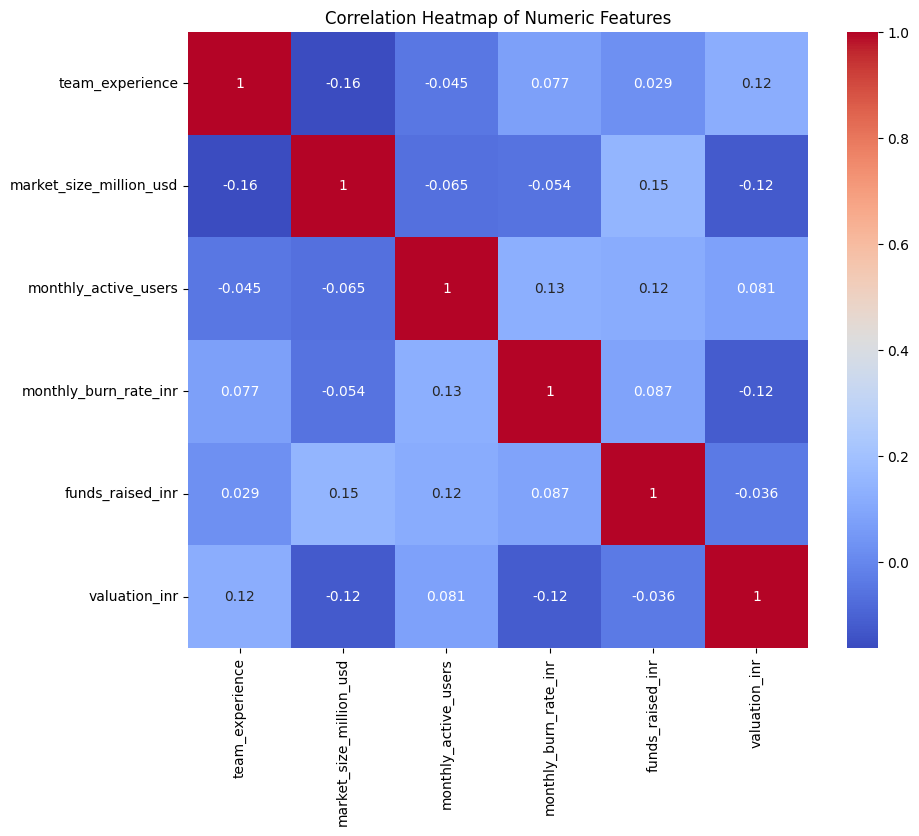 Correlation Heatmap of Numeric Features
team_experience 1 -0.16 -0.045 0.077 0.029 0.12
market_size_million_usd -0.16 1 -0.065 -0.054 0.15 -0.12
monthly_active_users -0.045 -0.065 1 0.13 0.12 0.081
monthly_burn_rate_inr 0.077 -0.054 0.13 1 0.087 -0.12
funds_raised_inr 0.029 0.15 0.12 0.087 1 -0.036
valuation_inr 0.12 -0.12 0.081 -0.12 -0.036 1
team_experience
market_size_million_usd
monthly_active_users
monthly_burn_rate_inr
funds_raised_inr
valuation_inr
1.0
0.8
0.6
0.4
0.2
0.0